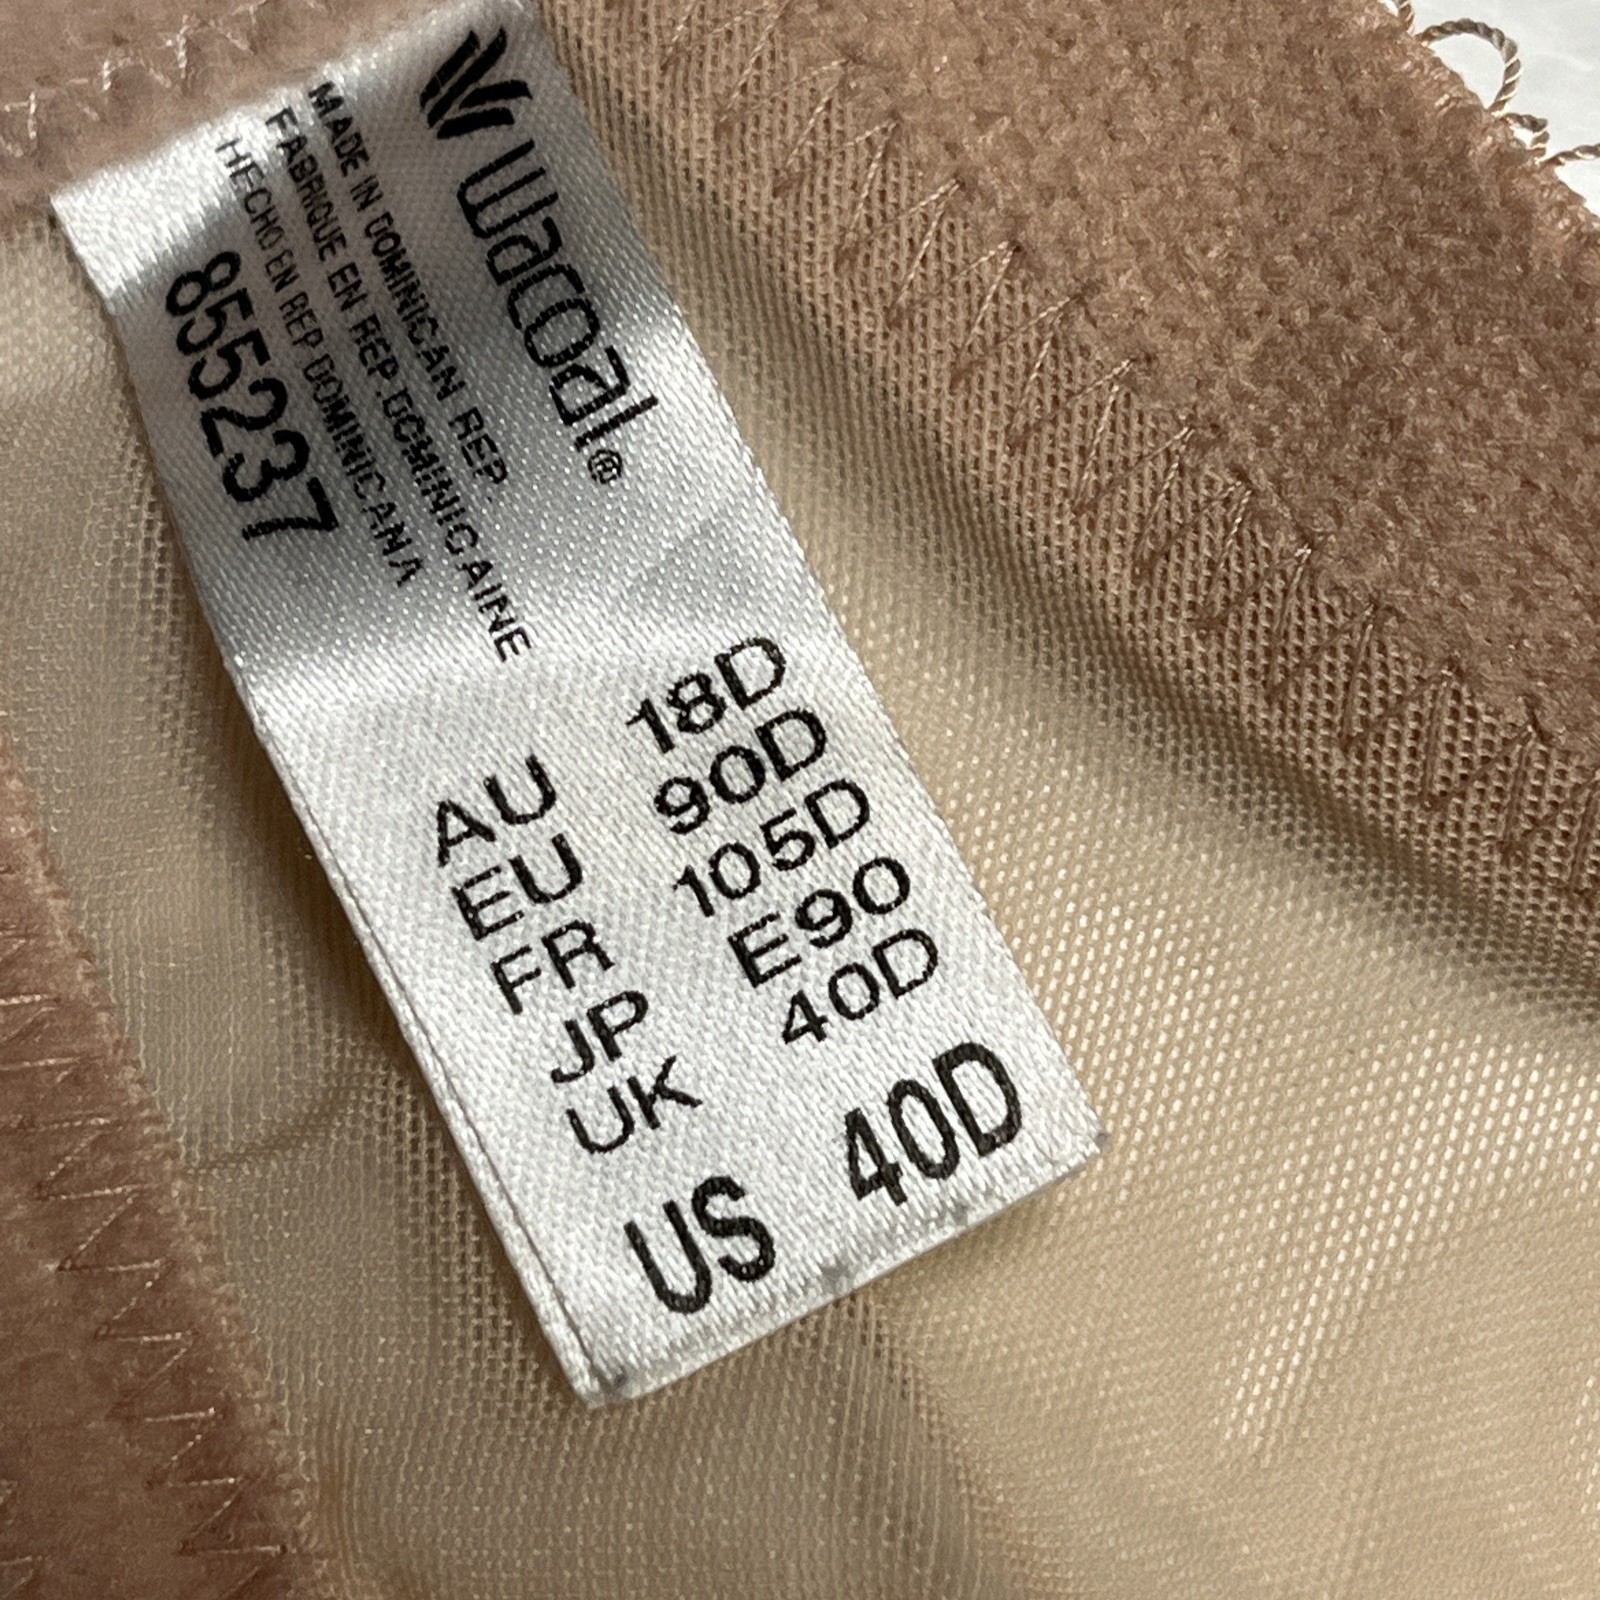 wacoal®
MADE IN DOMINICAN REP.
FABRIQUE EN REP.DOMINICAINE
HECHO EN REP DOMINICANA
855237
AU 18D
EU 90D
FR 105D
JP E90
UK 40D
US 40D